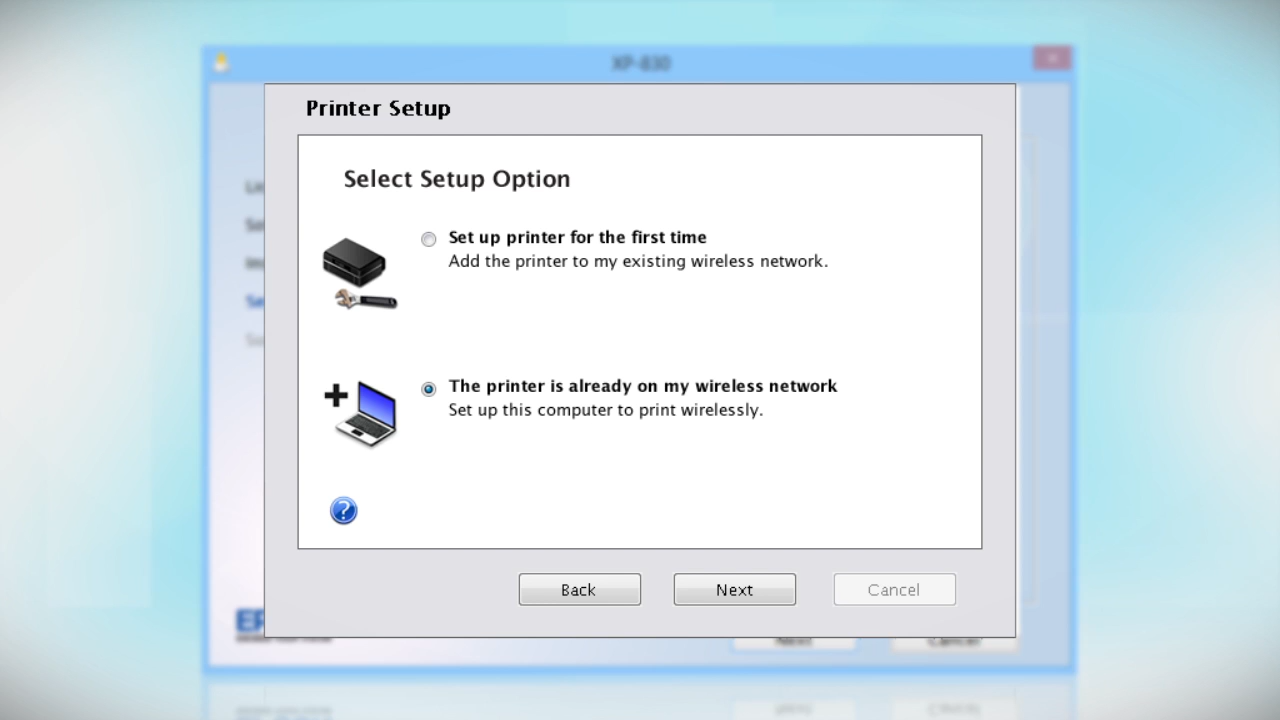 XP-830
Printer Setup
Select Setup Option
Set up printer for the first time
Add the printer to my existing wireless network.
The printer is already on my wireless network
Set up this computer to print wirelessly.
?
Back
Next
Cancel
Next
Cancel